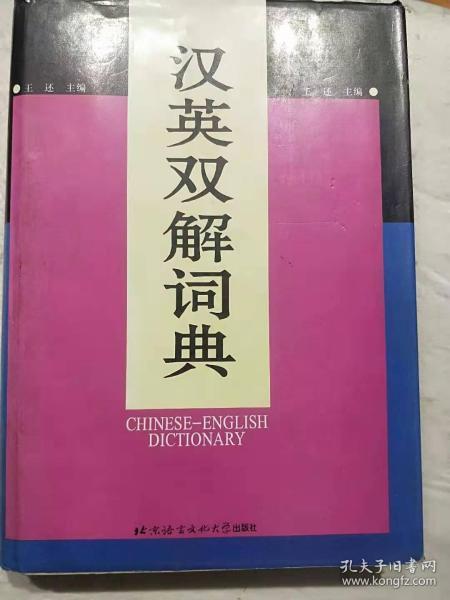 王还 主编
王还 主编
汉英双解词典
CHINESE-ENGLISH
DICTIONARY
北京语言文化大学出版社
孔夫子旧书网
www.kongfz.com